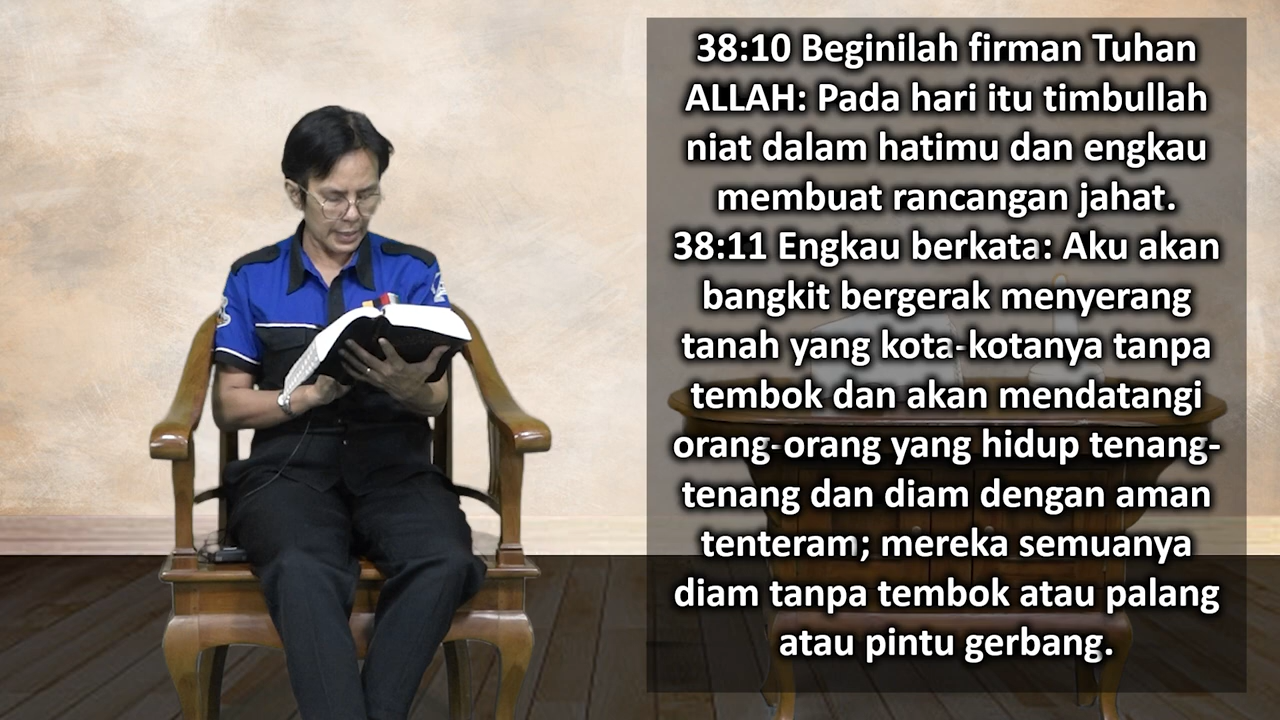 38:10 Beginilah firman Tuhan
ALLAH: Pada hari itu timbullah
niat dalam hatimu dan engkau
membuat rancangan jahat.
38:11 Engkau berkata: Aku akan
bangkit bergerak menyerang
tanah yang kota-kotanya tanpa
tembok dan akan mendatangi
orang-orang yang hidup tenang-
tenang dan diam dengan aman
tenteram; mereka semuanya
diam tanpa tembok atau palang
atau pintu gerbang.